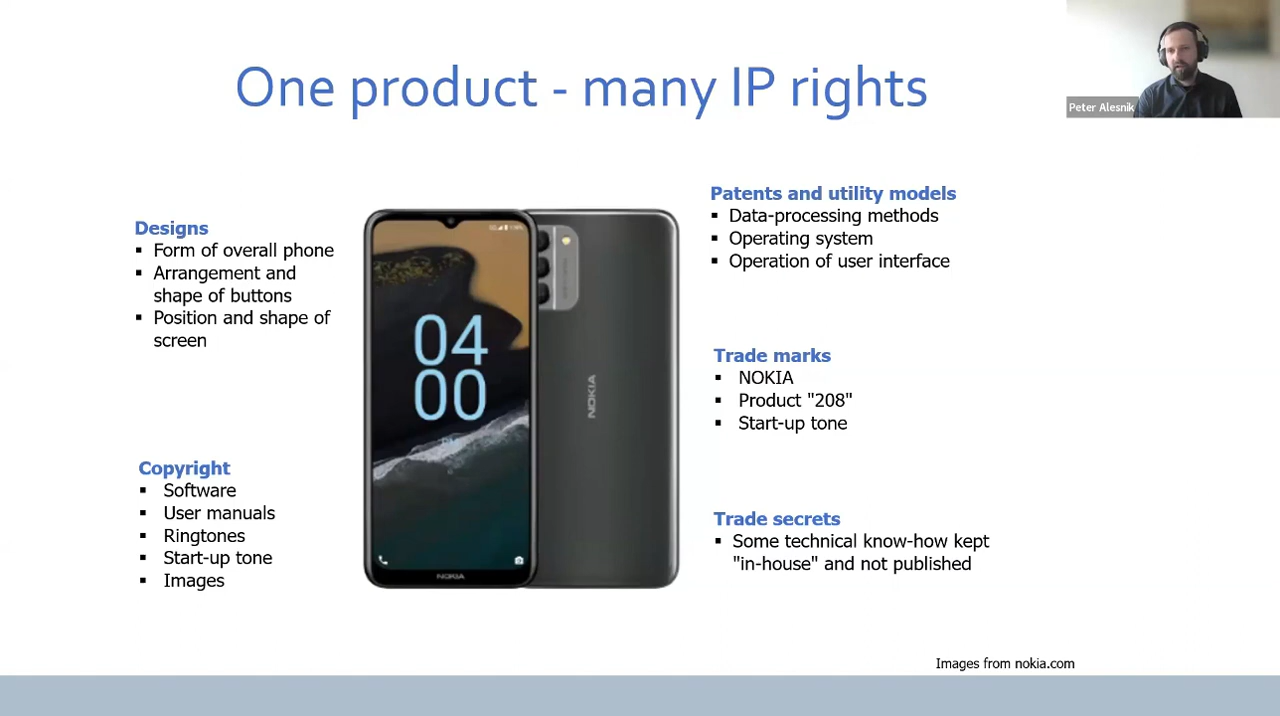 One product - many IP rights
Peter Alesnik
Designs
▪ Form of overall phone
▪ Arrangement and
shape of buttons
▪ Position and shape of
screen
Copyright
▪ Software
▪ User manuals
▪ Ringtones
▪ Start-up tone
▪ Images
04
00
NOKIA
NOKIA
Patents and utility models
▪ Data-processing methods
▪ Operating system
▪ Operation of user interface
Trade marks
▪ NOKIA
▪ Product "208"
▪ Start-up tone
Trade secrets
▪ Some technical know-how kept
"in-house" and not published
Images from nokia.com